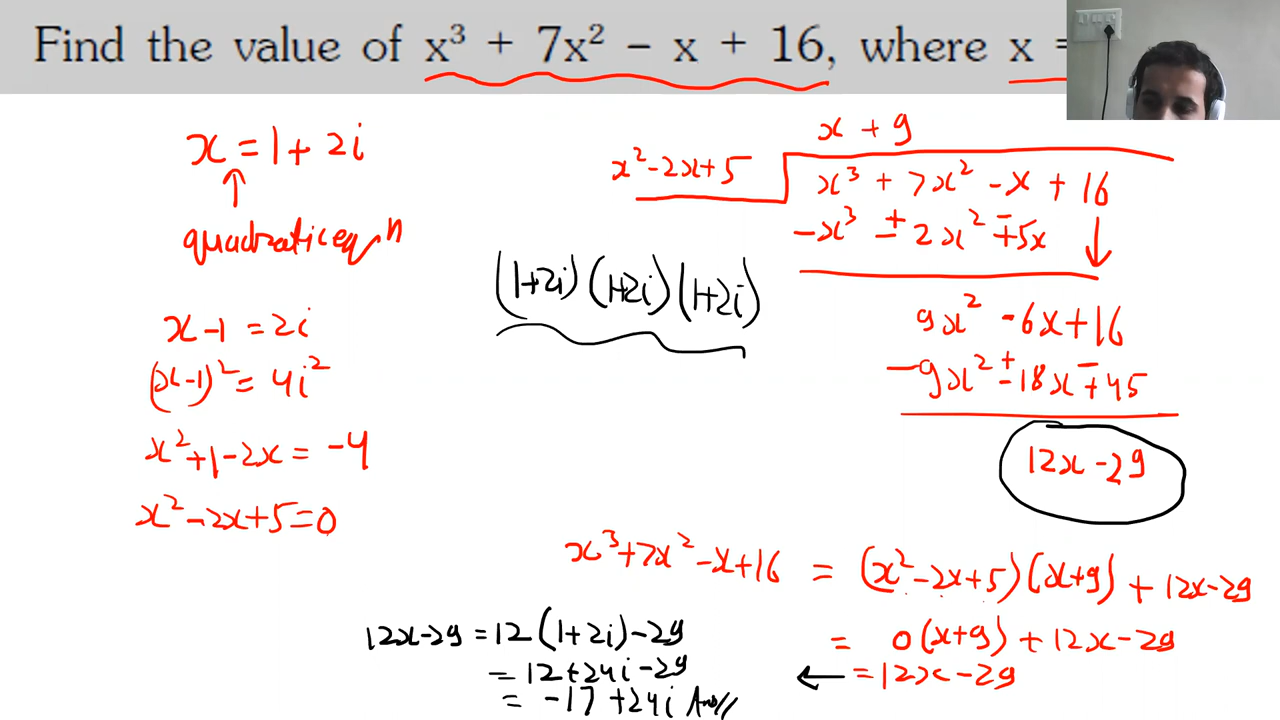 Find the value of x³ + 7x² − x + 16, where x =
x = 1 + 2i
↑
quadratic eqⁿ
x − 1 = 2i
(x−1)² = 4i²
x² + 1 − 2x = −4
x² − 2x + 5 = 0
(1+2i) (1+2i) (1+2i)
x + 9
x² − 2x + 5
x³ + 7x² − x + 16
−x³ ∓ 2x² ± 5x ↓
9x² − 6x + 16
−9x² ∓ 18x ± 45
12x − 29
x³ + 7x² − x + 16 = (x² − 2x + 5)(x + 9) + 12x − 29
= 0(x+9) + 12x − 29
← = 12x − 29
12x − 29 = 12(1+2i) − 29
= 12 + 24i − 29
= −17 + 24i Ans//